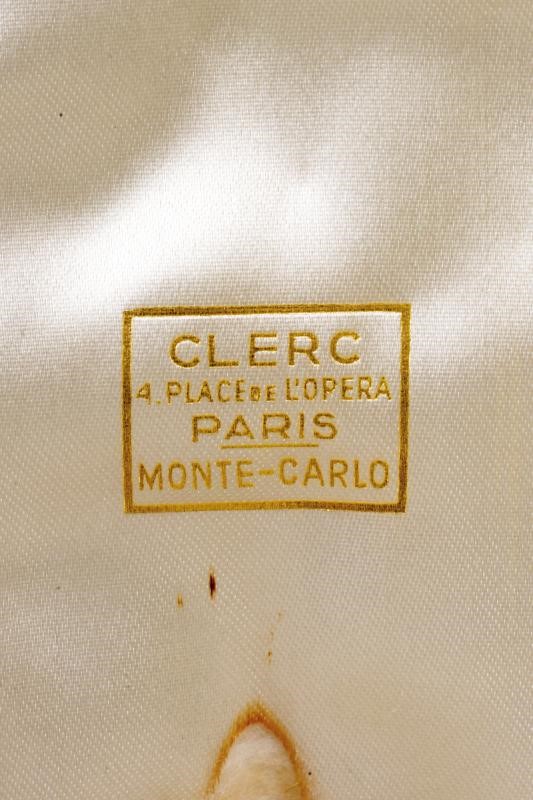 CLERC
4. PLACE DE L'OPERA
PARIS
MONTE-CARLO